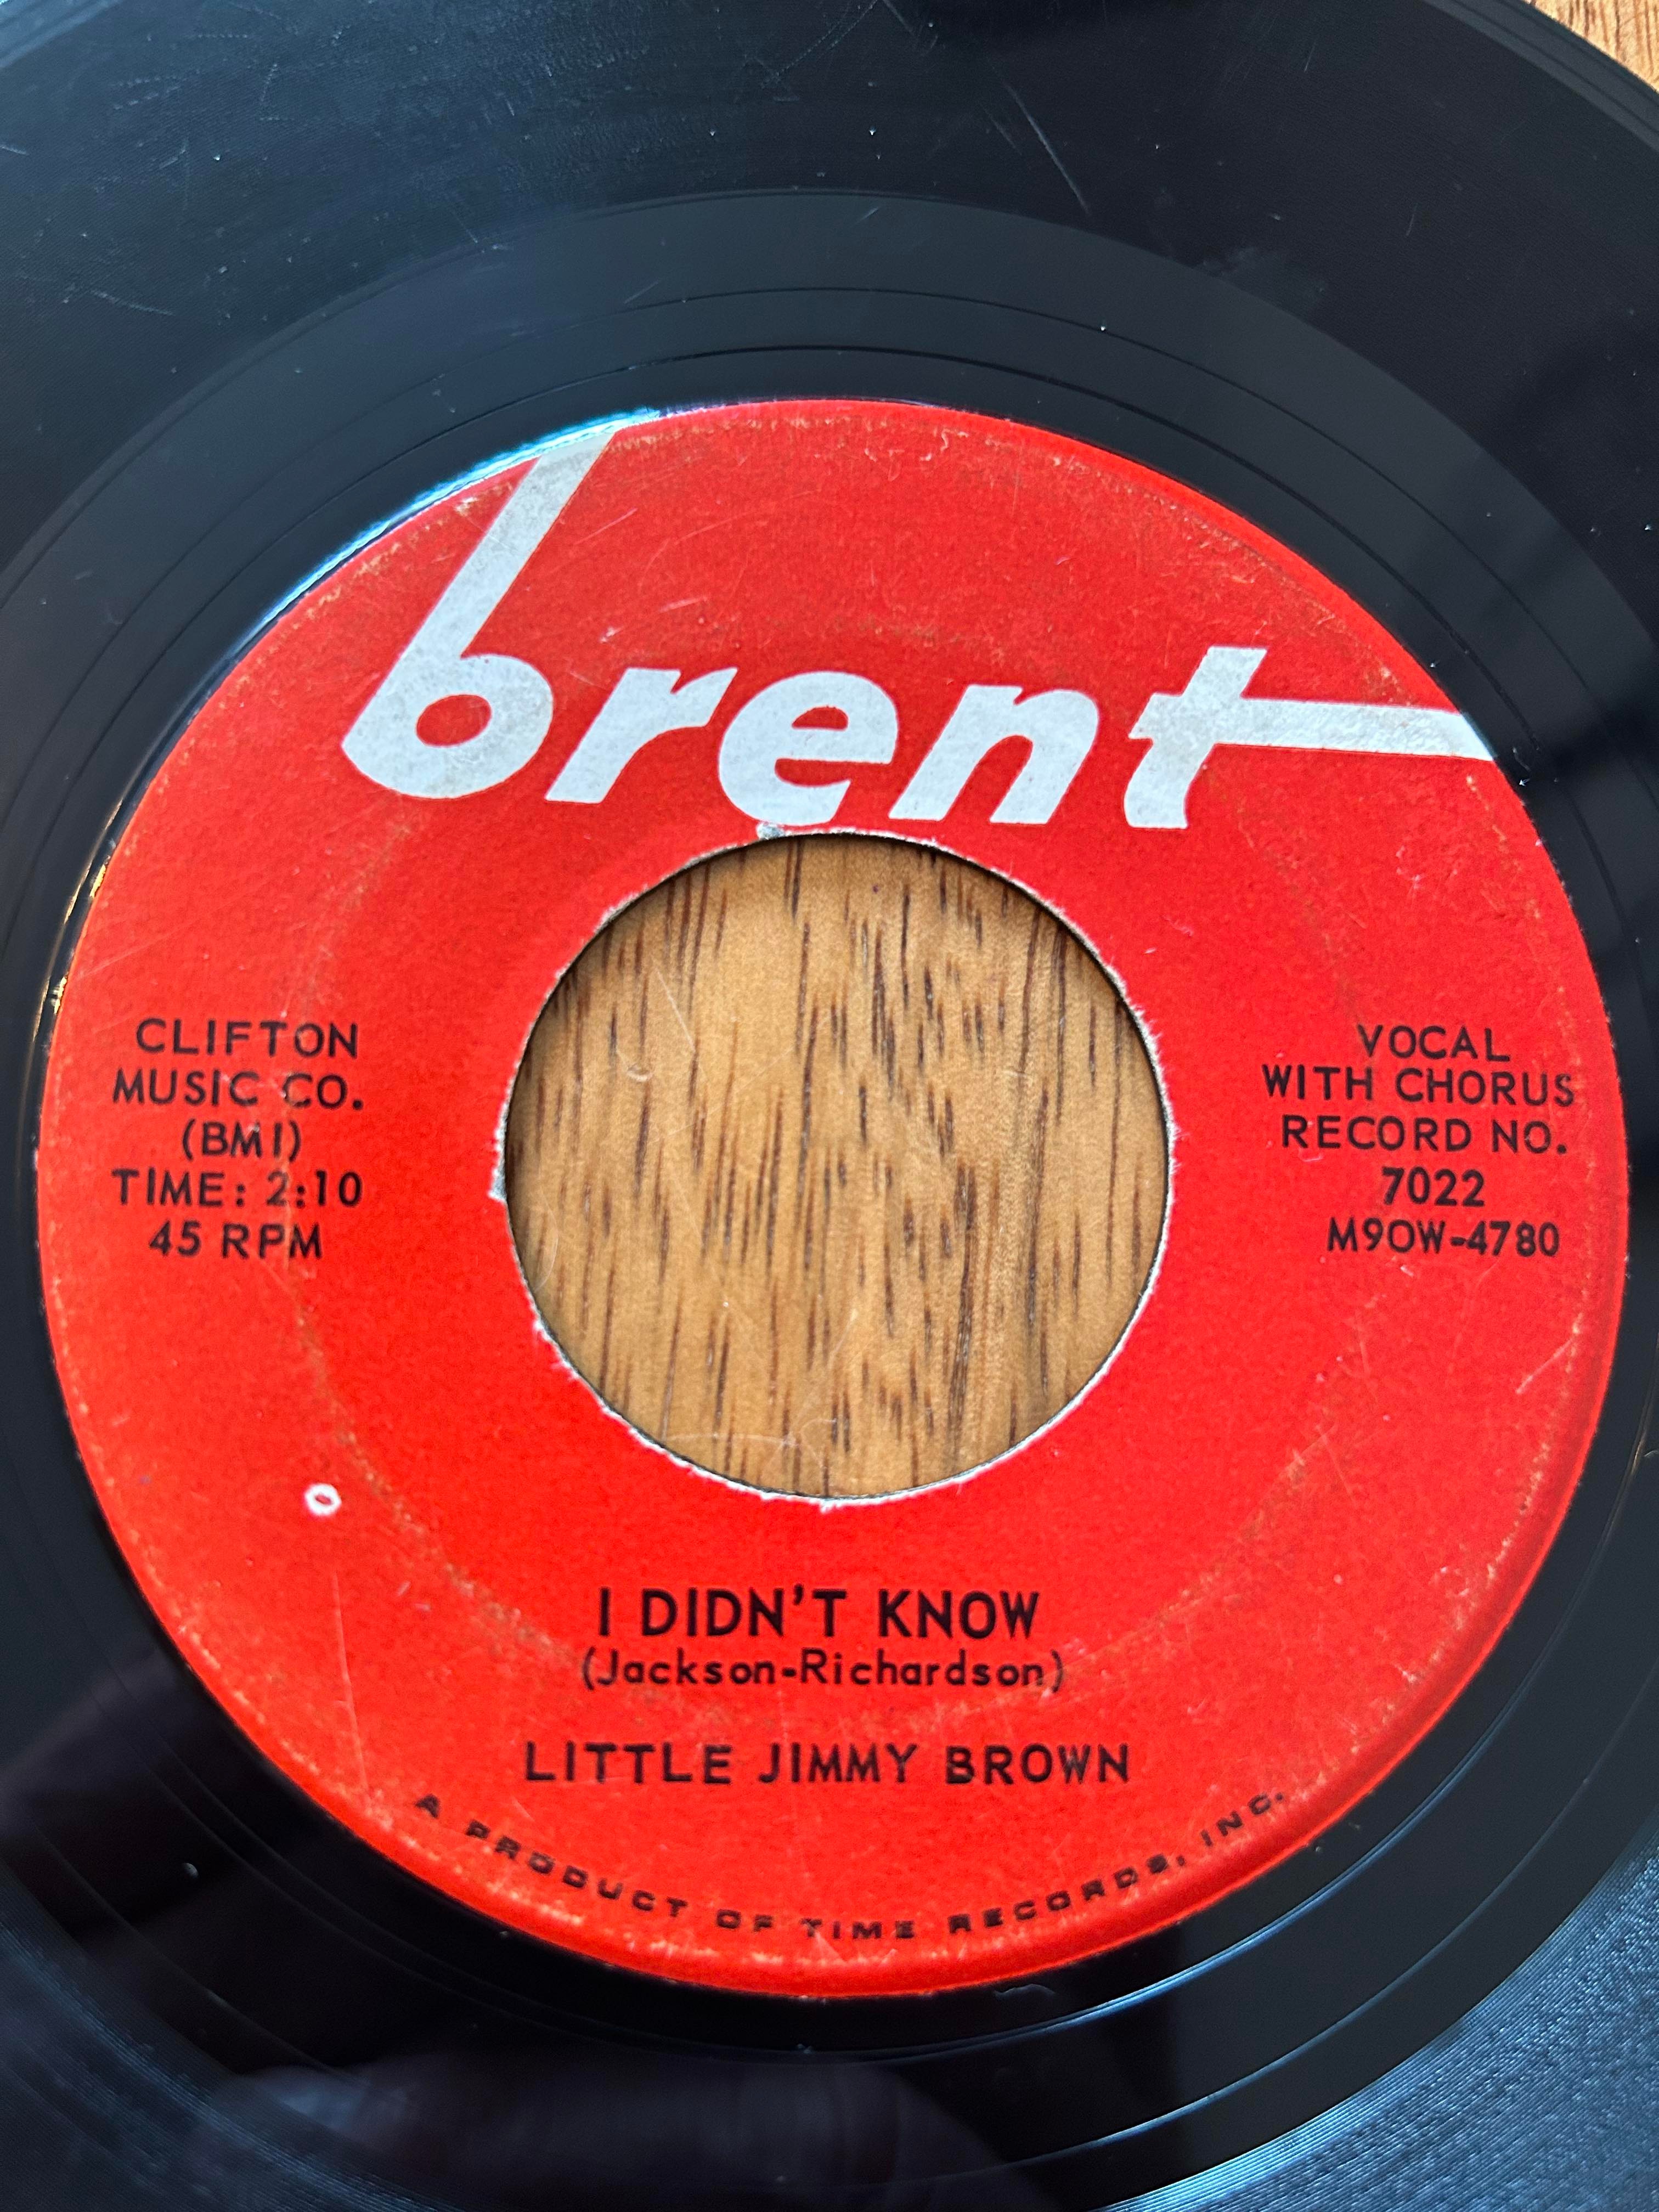 brent
CLIFTON
MUSIC CO.
(BMI)
TIME: 2:10
45 RPM
VOCAL
WITH CHORUS
RECORD NO.
7022
M9OW-4780
I DIDN'T KNOW
(Jackson-Richardson)
LITTLE JIMMY BROWN
A PRODUCT OF TIME RECORDS, INC.